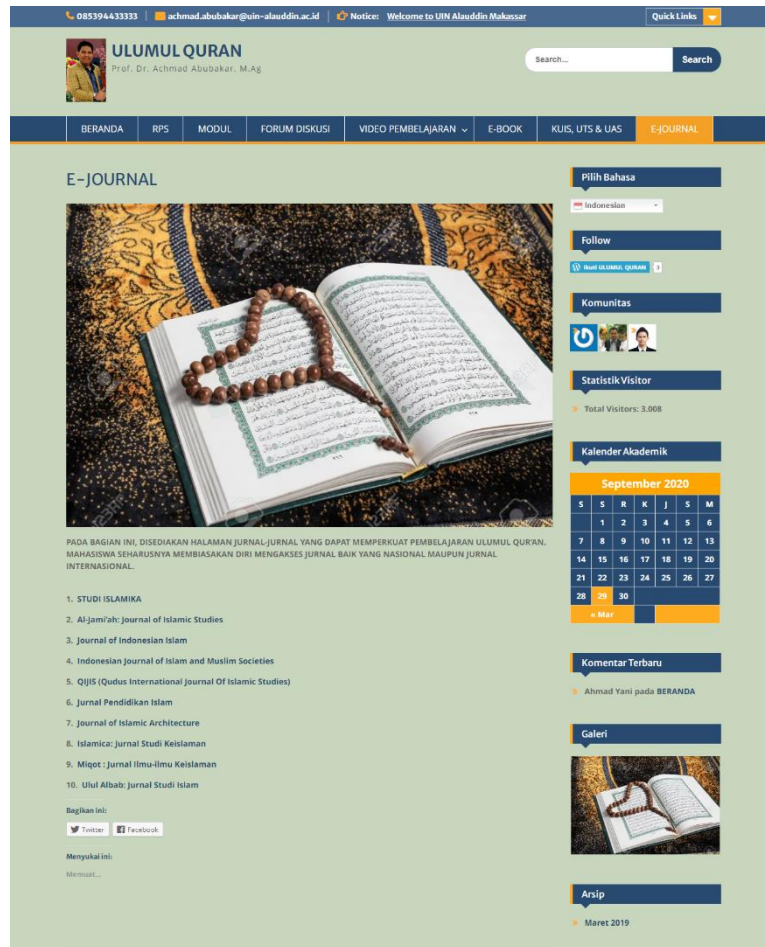 085394433333
achmad.abubakar@uin-alauddin.ac.id
Notice: Welcome to UIN Alauddin Makassar
Quick Links
ULUMUL QURAN
Prof. Dr. Achmad Abubakar. M.Ag
Search...
Search
BERANDA
RPS
MODUL
FORUM DISKUSI
VIDEO PEMBELAJARAN
E-BOOK
KUIS, UTS & UAS
E-JOURNAL
E-JOURNAL
123RF
PADA BAGIAN INI, DISEDIAKAN HALAMAN JURNAL-JURNAL YANG DAPAT MEMPERKUAT PEMBELAJARAN ULUMUL QUR'AN.
MAHASISWA SEHARUSNYA MEMBIASAKAN DIRI MENGAKSES JURNAL BAIK YANG NASIONAL MAUPUN JURNAL
INTERNASIONAL.
1. STUDI ISLAMIKA
2. Al-Jami'ah: Journal of Islamic Studies
3. Journal of Indonesian Islam
4. Indonesian Journal of Islam and Muslim Societies
5. QIJIS (Qudus International Journal Of Islamic Studies)
6. Jurnal Pendidikan Islam
7. Journal of Islamic Architecture
8. Islamica: Jurnal Studi Keislaman
9. Miqot : Jurnal Ilmu-ilmu Keislaman
10. Ulul Albab: Jurnal Studi Islam
Bagikan ini:
Twitter
Facebook
Menyukai ini:
Memuat...
Pilih Bahasa
Indonesian
Follow
Ikuti ULUMUL QURAN
3
Komunitas
Statistik Visitor
Total Visitors: 3.008
Kalender Akademik
September 2020
S S R K J S M
1 2 3 4 5 6
7 8 9 10 11 12 13
14 15 16 17 18 19 20
21 22 23 24 25 26 27
28 29 30
« Mar
Komentar Terbaru
Ahmad Yani pada BERANDA
Galeri
Arsip
Maret 2019